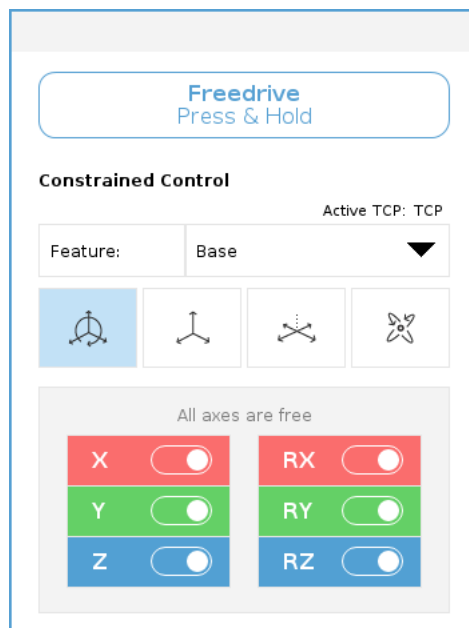 Freedrive
Press & Hold
Constrained Control
Active TCP: TCP
Feature: Base
All axes are free
X RX
Y RY
Z RZ